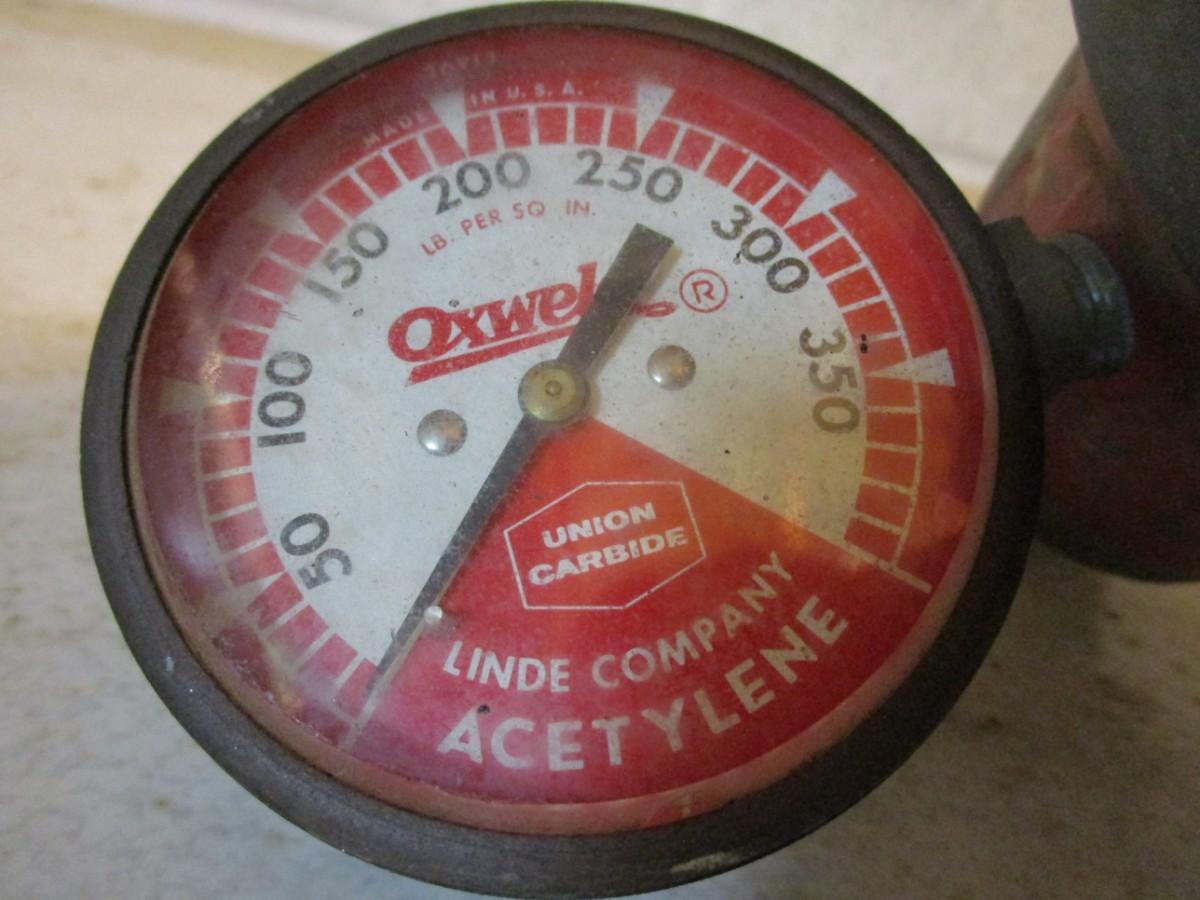 MADE IN U. S. A.
50
100
150
200
250
300
350
LB. PER SQ IN.
Oxweld ®
UNION
CARBIDE
LINDE COMPANY
ACETYLENE